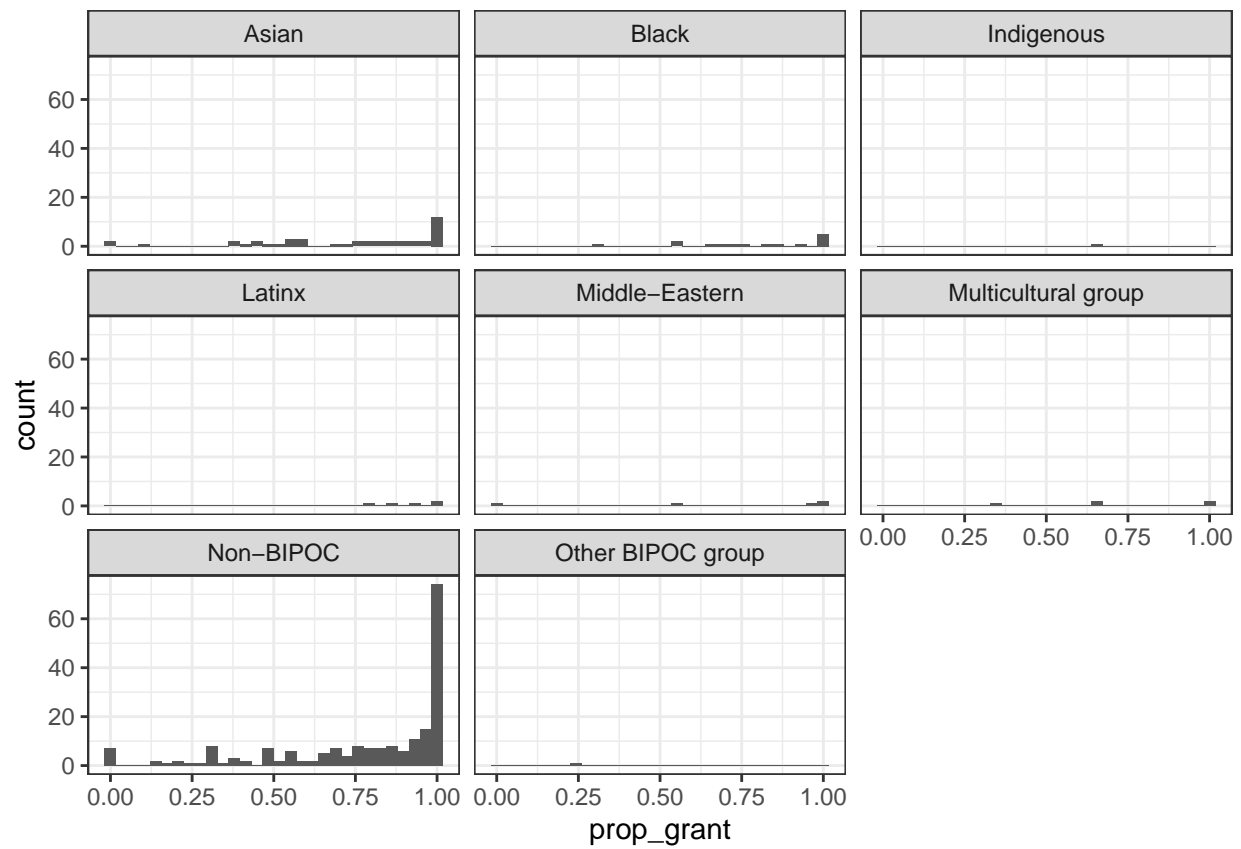 Asian
Black
Indigenous
60
40
20
0
Latinx
Middle−Eastern
Multicultural group
60
40
20
0
count
0.00 0.25 0.50 0.75 1.00
Non−BIPOC
Other BIPOC group
60
40
20
0
0.00 0.25 0.50 0.75 1.00
0.00 0.25 0.50 0.75 1.00
prop_grant